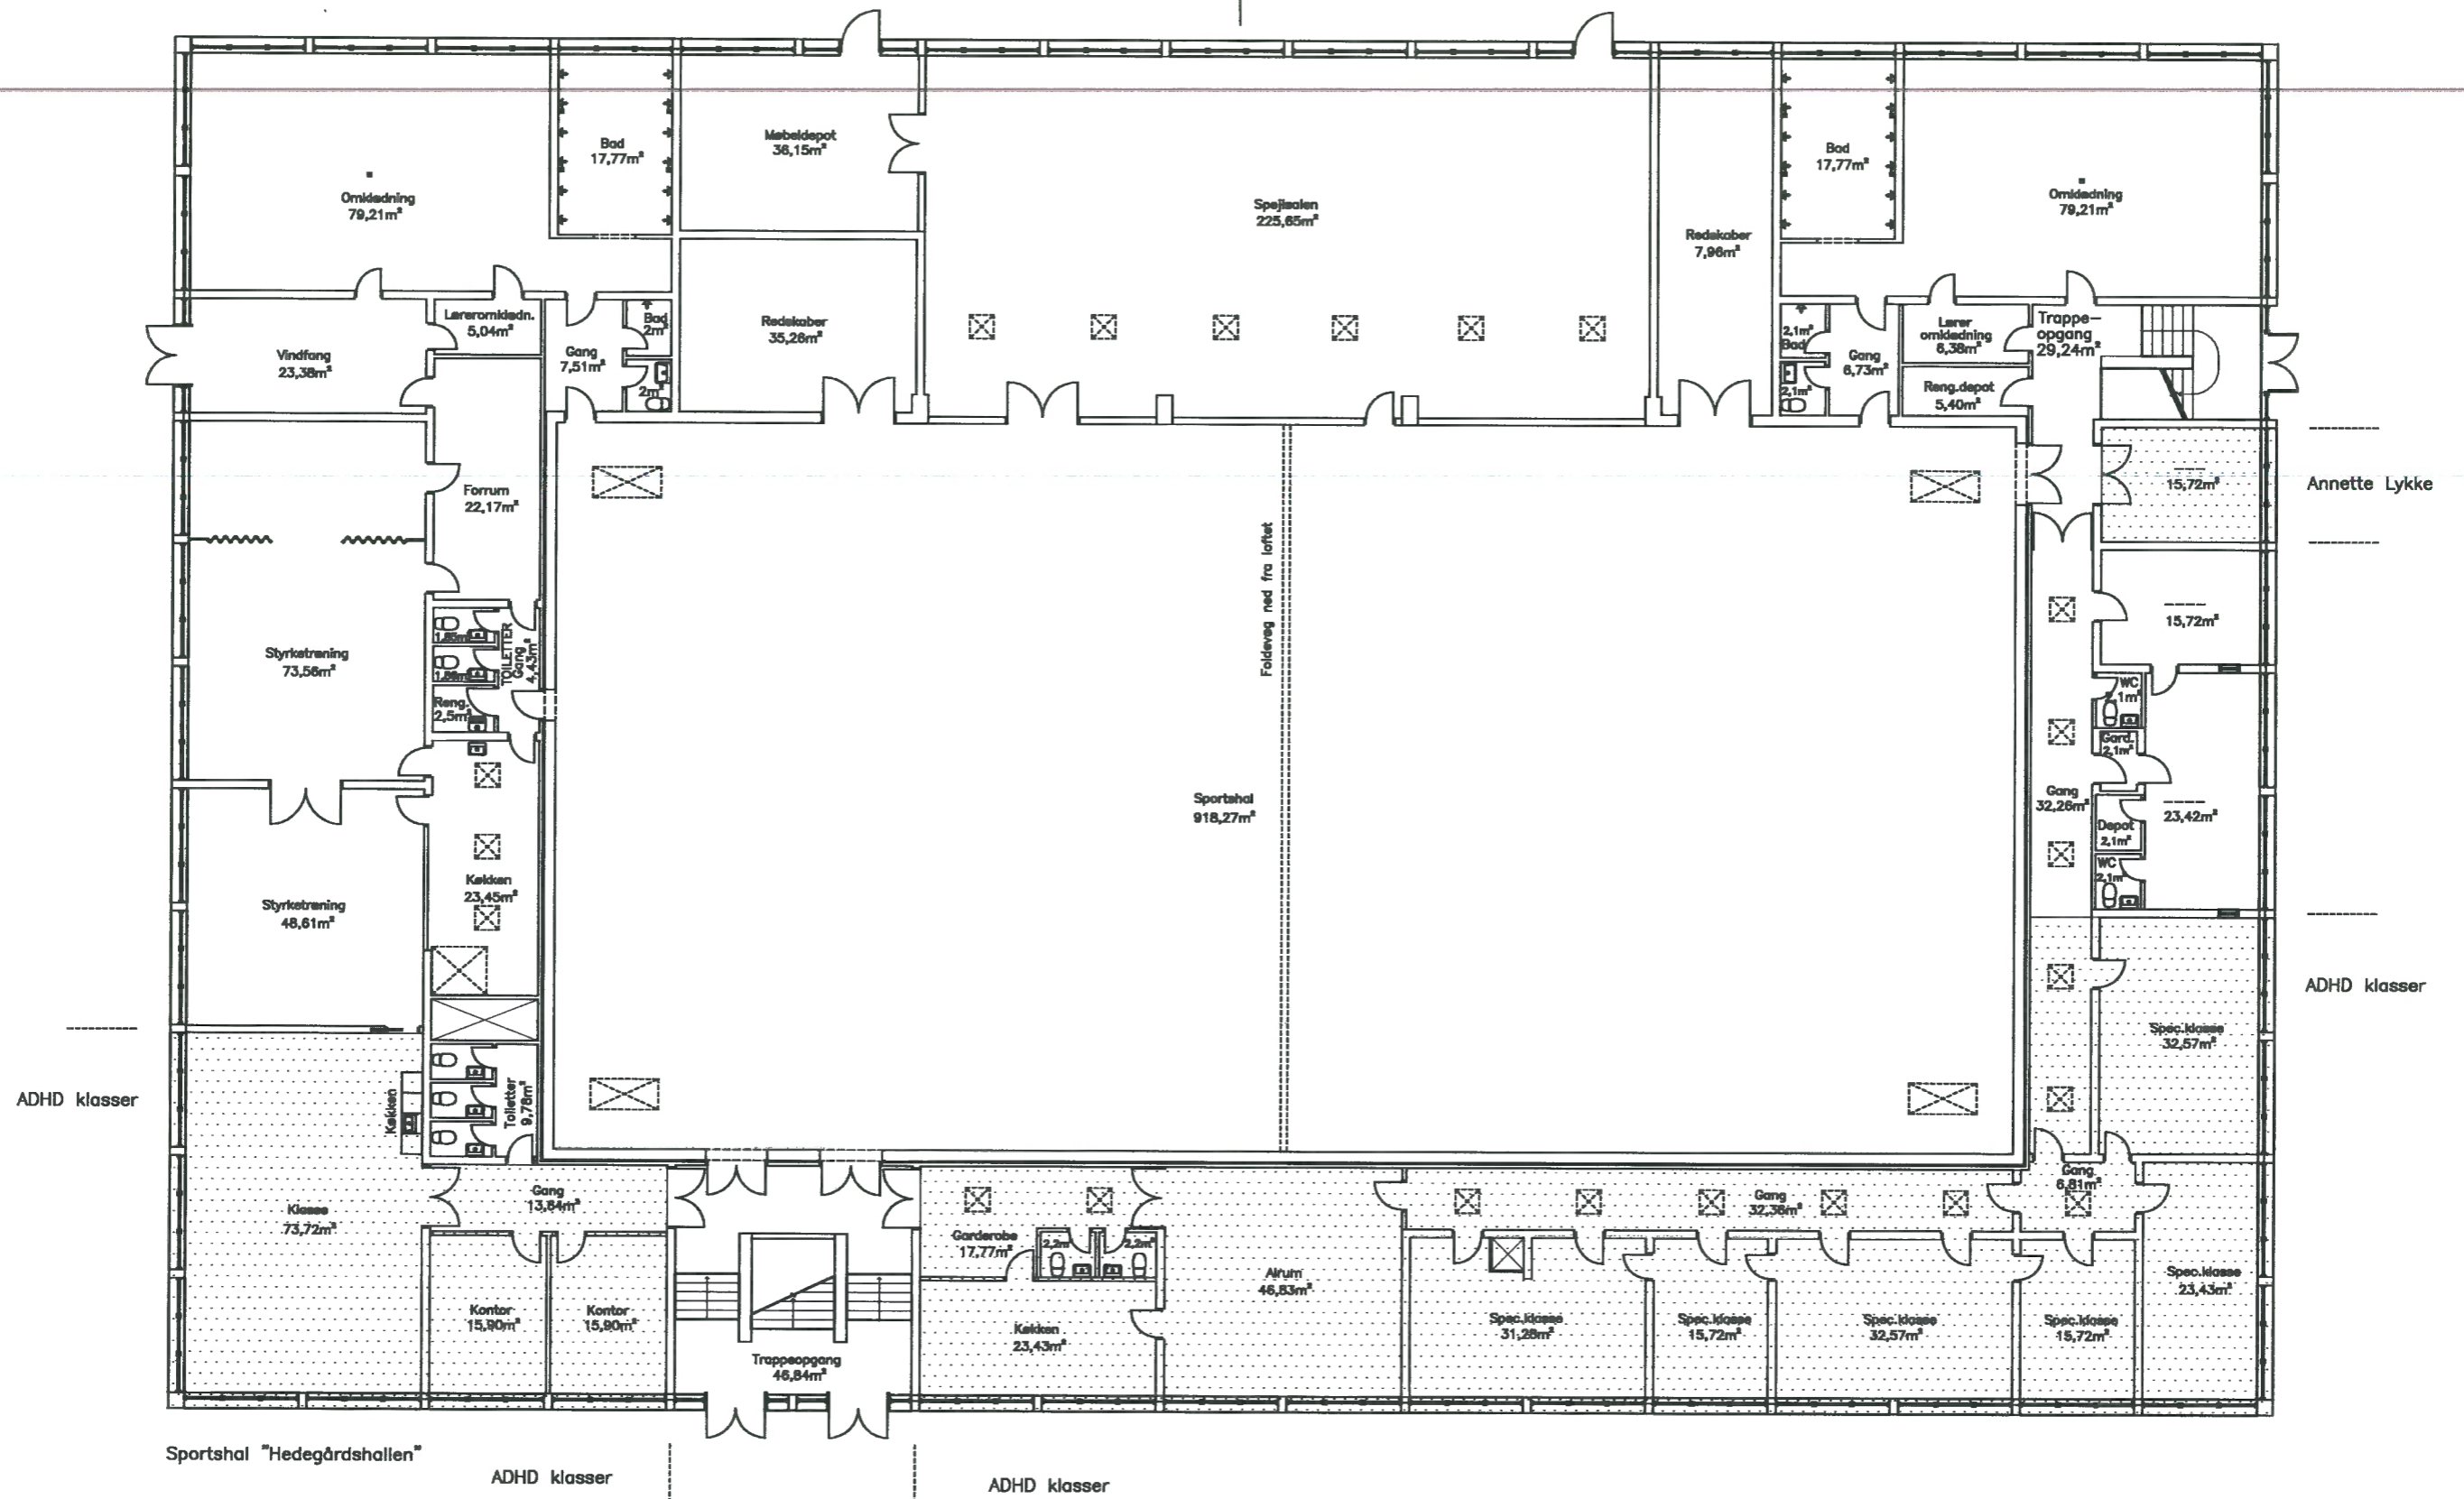 Omklædning
79,21m²
Bad
17,77m²
Møbeldepot
36,15m²
Spejlsalen
225,65m²
Redskaber
7,96m²
Bad
17,77m²
Omklædning
79,21m²
Vindfang
23,38m²
Læreromklædn.
5,04m²
Gang
7,51m²
Bad
2m²
2m²
Redskaber
35,26m²
2,1m²
Bad
2,1m²
Gang
6,73m²
Lærer
omklædning
6,38m²
Reng.depot
5,40m²
Trappe-
opgang
29,24m²
Forrum
22,17m²
Foldevæg ned fra loftet
15,72m²
Annette Lykke
15,72m²
Styrketræning
73,56m²
TOILETTER
Gang
4,43m²
Reng.
2,5m²
WC
2,1m²
Gard.
2,1m²
Gang
32,26m²
23,42m²
Depot
2,1m²
WC
2,1m²
Sportshal
918,27m²
Køkken
23,45m²
Styrketræning
48,61m²
ADHD klasser
Spec.klasse
32,57m²
ADHD klasser
Køkken
Toiletter
9,78m²
Klasse
73,72m²
Gang
13,64m²
Kontor
15,90m²
Kontor
15,90m²
Trappeopgang
46,84m²
Garderobe
17,77m²
2,2m²
2,2m²
Køkken
23,43m²
Alrum
46,83m²
Gang
32,36m²
Gang
6,81m²
Spec.klasse
31,28m²
Spec.klasse
15,72m²
Spec.klasse
32,57m²
Spec.klasse
15,72m²
Spec.klasse
23,43m²
Sportshal "Hedegårdshallen"
ADHD klasser
ADHD klasser